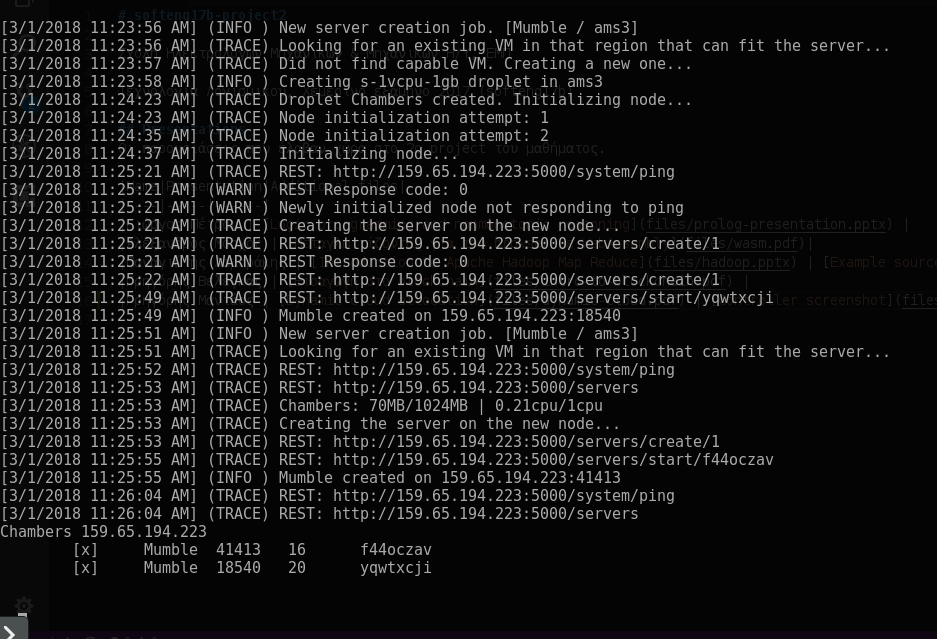 # softeng17b-project2
[3/1/2018 11:23:56 AM] (INFO ) New server creation job. [Mumble / ams3]
[3/1/2018 11:23:56 AM] (TRACE) Looking for an existing VM in that region that can fit the server...
[3/1/2018 11:23:57 AM] (TRACE) Did not find capable VM. Creating a new one...
[3/1/2018 11:23:58 AM] (INFO ) Creating s-1vcpu-1gb droplet in ams3
[3/1/2018 11:24:23 AM] (TRACE) Droplet Chambers created. Initializing node...
[3/1/2018 11:24:23 AM] (TRACE) Node initialization attempt: 1
[3/1/2018 11:24:35 AM] (TRACE) Node initialization attempt: 2
[3/1/2018 11:24:37 AM] (TRACE) Initializing node...
project του μαθήματος.
[3/1/2018 11:25:21 AM] (TRACE) REST: http://159.65.194.223:5000/system/ping
[3/1/2018 11:25:21 AM] (WARN ) REST Response code: 0
[3/1/2018 11:25:21 AM] (WARN ) Newly initialized node not responding to ping
[3/1/2018 11:25:21 AM] (TRACE) Creating the server on the new node...
(files/prolog-presentation.pptx) |
[3/1/2018 11:25:21 AM] (TRACE) REST: http://159.65.194.223:5000/servers/create/1
/wasm.pdf)|
[3/1/2018 11:25:21 AM] (WARN ) REST Response code: 0
Apache Hadoop Map Reduce](files/hadoop.pptx) | [Example source
[3/1/2018 11:25:22 AM] (TRACE) REST: http://159.65.194.223:5000/servers/create/1
[3/1/2018 11:25:49 AM] (TRACE) REST: http://159.65.194.223:5000/servers/start/yqwtxcji
screenshot](files
[3/1/2018 11:25:49 AM] (INFO ) Mumble created on 159.65.194.223:18540
[3/1/2018 11:25:51 AM] (INFO ) New server creation job. [Mumble / ams3]
[3/1/2018 11:25:51 AM] (TRACE) Looking for an existing VM in that region that can fit the server...
[3/1/2018 11:25:52 AM] (TRACE) REST: http://159.65.194.223:5000/system/ping
[3/1/2018 11:25:53 AM] (TRACE) REST: http://159.65.194.223:5000/servers
[3/1/2018 11:25:53 AM] (TRACE) Chambers: 70MB/1024MB | 0.21cpu/1cpu
[3/1/2018 11:25:53 AM] (TRACE) Creating the server on the new node...
[3/1/2018 11:25:53 AM] (TRACE) REST: http://159.65.194.223:5000/servers/create/1
[3/1/2018 11:25:55 AM] (TRACE) REST: http://159.65.194.223:5000/servers/start/f44oczav
[3/1/2018 11:25:55 AM] (INFO ) Mumble created on 159.65.194.223:41413
[3/1/2018 11:26:04 AM] (TRACE) REST: http://159.65.194.223:5000/system/ping
[3/1/2018 11:26:04 AM] (TRACE) REST: http://159.65.194.223:5000/servers
Chambers 159.65.194.223
[x] Mumble 41413 16 f44oczav
[x] Mumble 18540 20 yqwtxcji